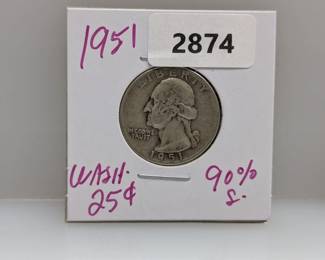 1951
2874
LIBERTY
IN GOD WE
TRUST
1951
WASH.
25¢
90%
S.